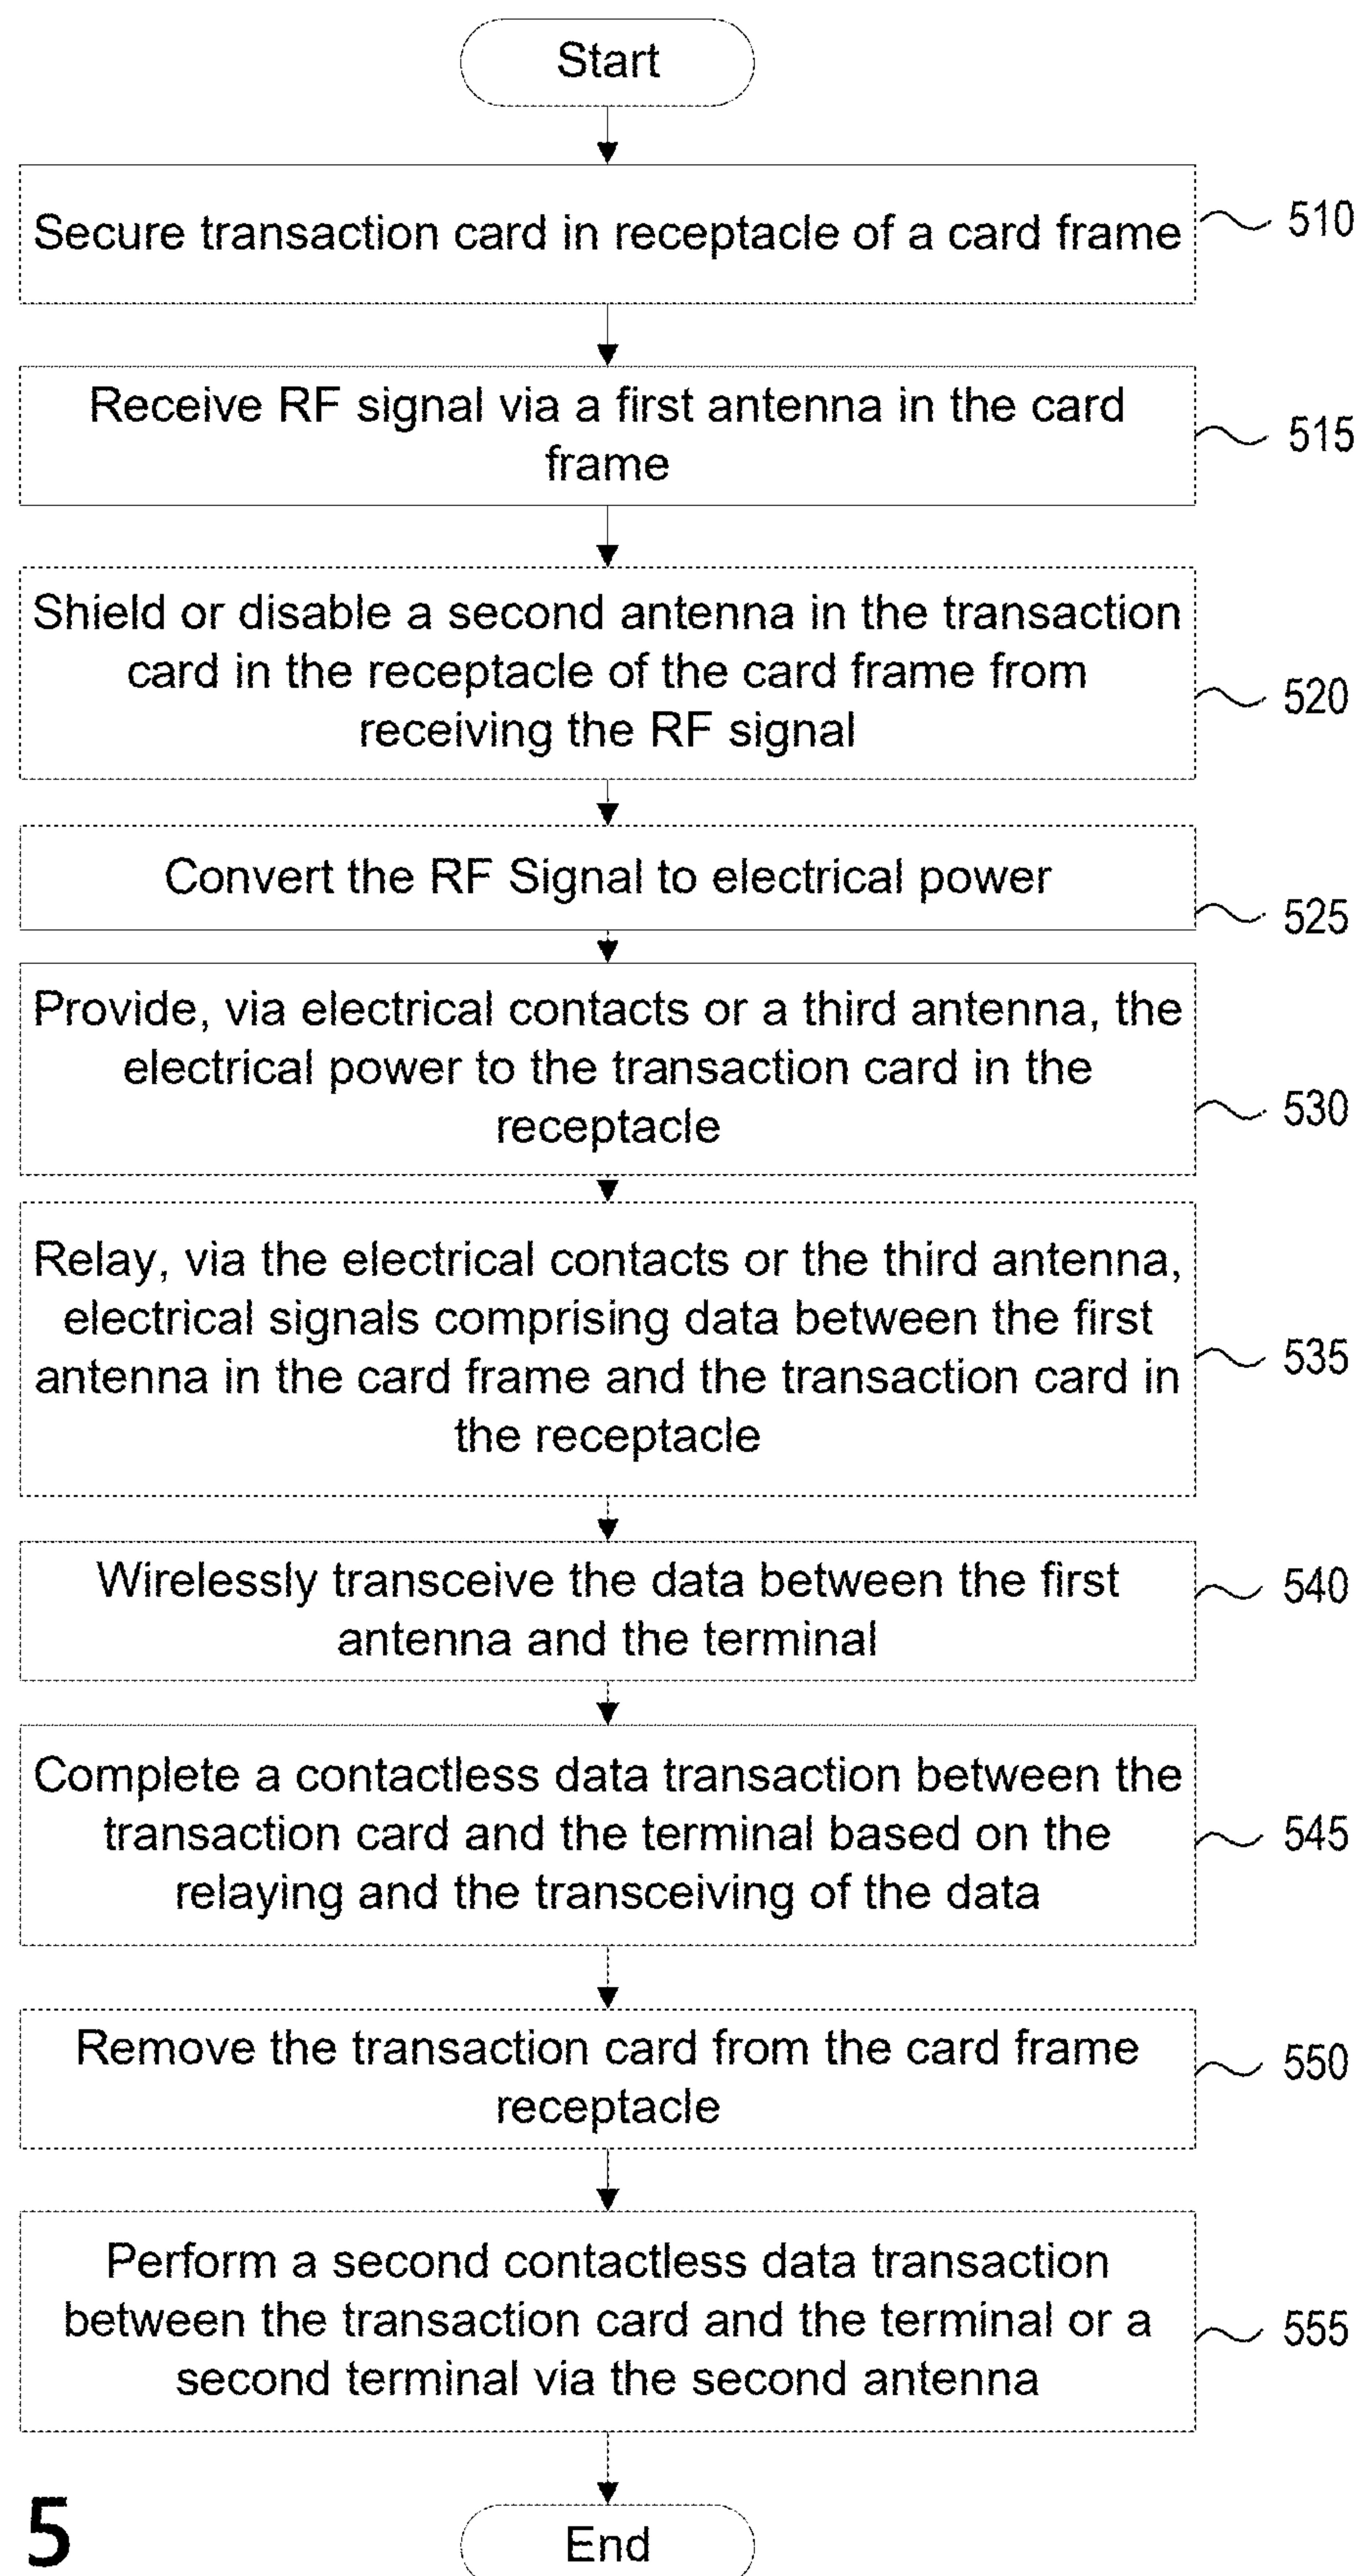 Start
Secure transaction card in receptacle of a card frame
510
Receive RF signal via a first antenna in the card
frame
515
Shield or disable a second antenna in the transaction
card in the receptacle of the card frame from
receiving the RF signal
520
Convert the RF Signal to electrical power
525
Provide, via electrical contacts or a third antenna, the
electrical power to the transaction card in the
receptacle
530
Relay, via the electrical contacts or the third antenna,
electrical signals comprising data between the first
antenna in the card frame and the transaction card in
the receptacle
535
Wirelessly transceive the data between the first
antenna and the terminal
540
Complete a contactless data transaction between the
transaction card and the terminal based on the
relaying and the transceiving of the data
545
Remove the transaction card from the card frame
receptacle
550
Perform a second contactless data transaction
between the transaction card and the terminal or a
second terminal via the second antenna
555
End
5